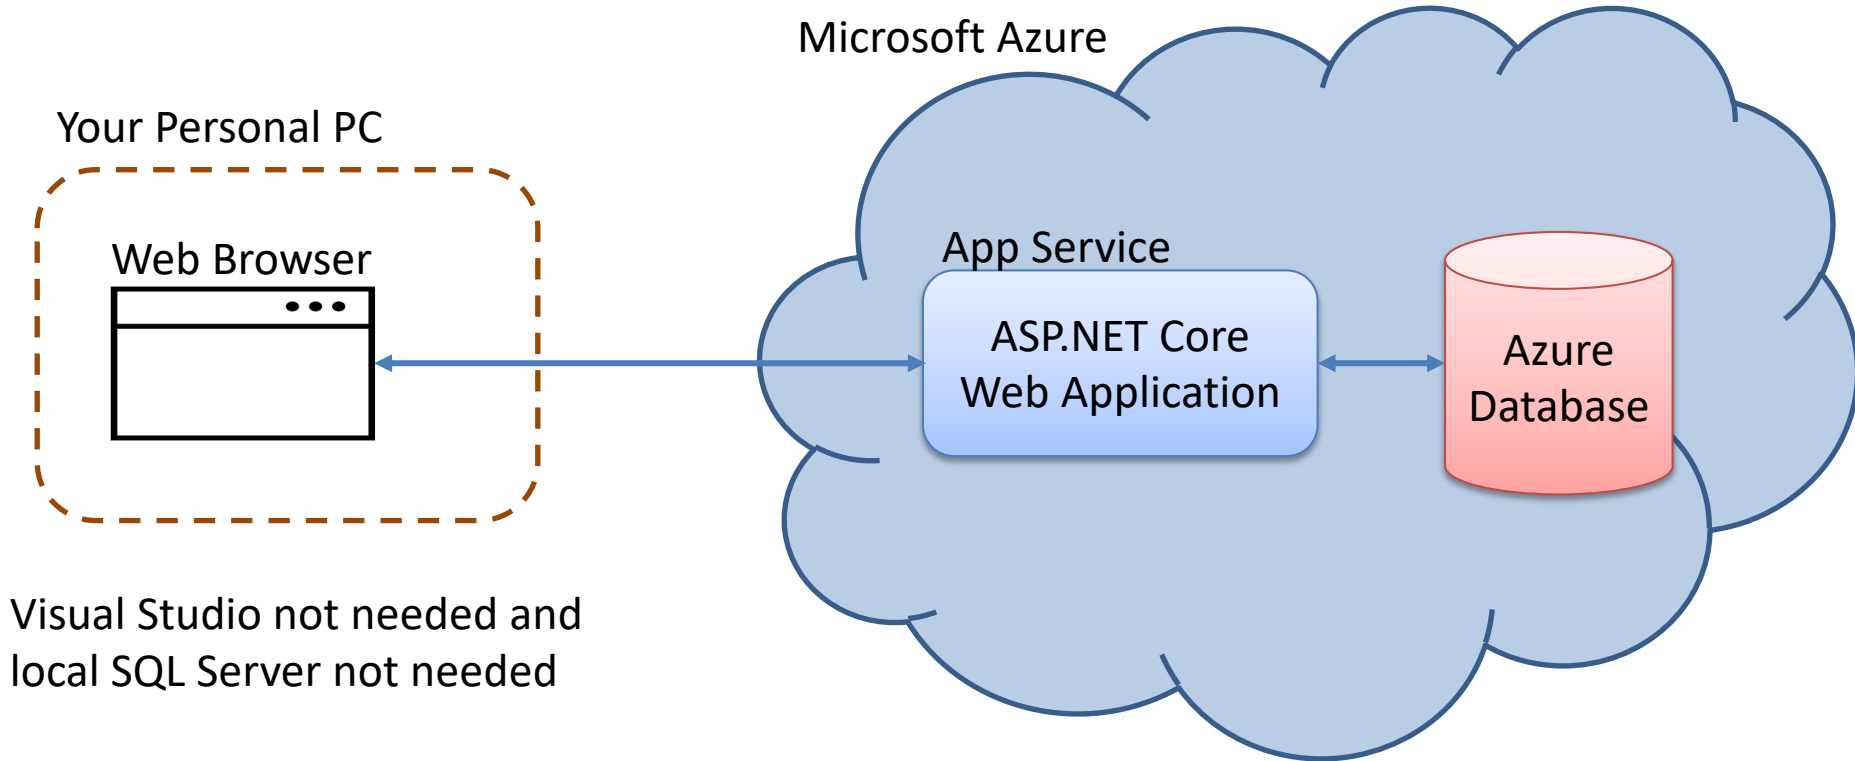 Microsoft Azure
Your Personal PC
Web Browser
App Service
ASP.NET Core
Web Application
Azure
Database
Visual Studio not needed and
local SQL Server not needed